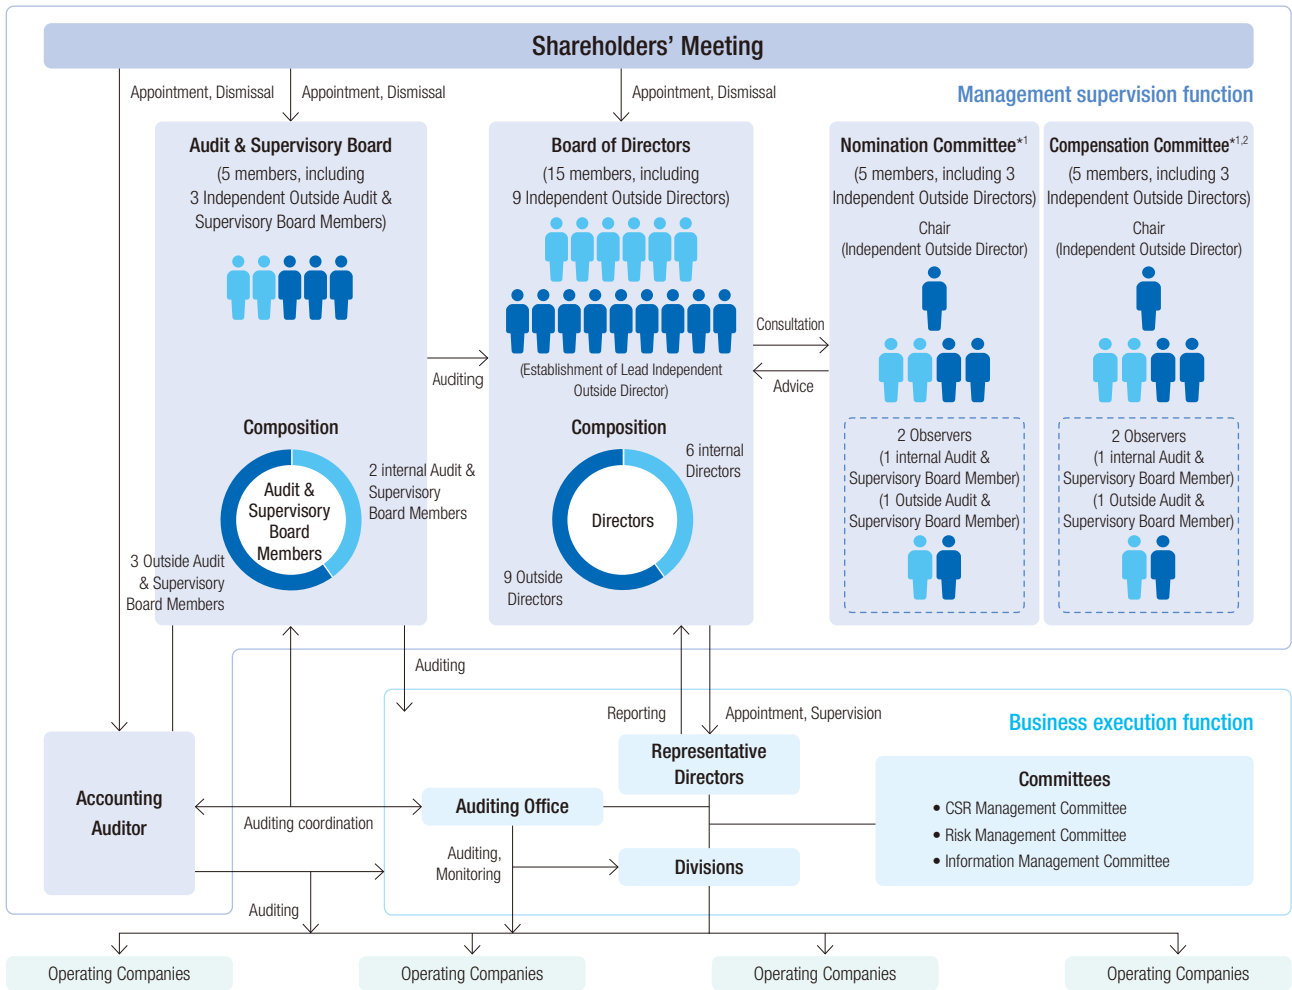 Shareholders’ Meeting
Appointment, Dismissal
Appointment, Dismissal
Appointment, Dismissal
Management supervision function
Audit & Supervisory Board
(5 members, including
3 Independent Outside Audit &
Supervisory Board Members)
Composition
Audit &
Supervisory
Board
Members
2 internal Audit &
Supervisory
Board Members
3 Outside Audit
& Supervisory
Board Members
Auditing
Board of Directors
(15 members, including
9 Independent Outside Directors)
(Establishment of Lead Independent
Outside Director)
Composition
Directors
6 internal
Directors
9 Outside
Directors
Consultation
Advice
Nomination Committee*1
(5 members, including 3
Independent Outside Directors)
Chair
(Independent Outside Director)
2 Observers
(1 internal Audit &
Supervisory Board Member)
(1 Outside Audit &
Supervisory Board Member)
Compensation Committee*1,2
(5 members, including 3
Independent Outside Directors)
Chair
(Independent Outside Director)
2 Observers
(1 internal Audit &
Supervisory Board Member)
(1 Outside Audit &
Supervisory Board Member)
Auditing
Reporting
Appointment, Supervision
Business execution function
Representative
Directors
Accounting
Auditor
Auditing coordination
Auditing Office
Auditing,
Monitoring
Divisions
Committees
• CSR Management Committee
• Risk Management Committee
• Information Management Committee
Auditing
Operating Companies
Operating Companies
Operating Companies
Operating Companies